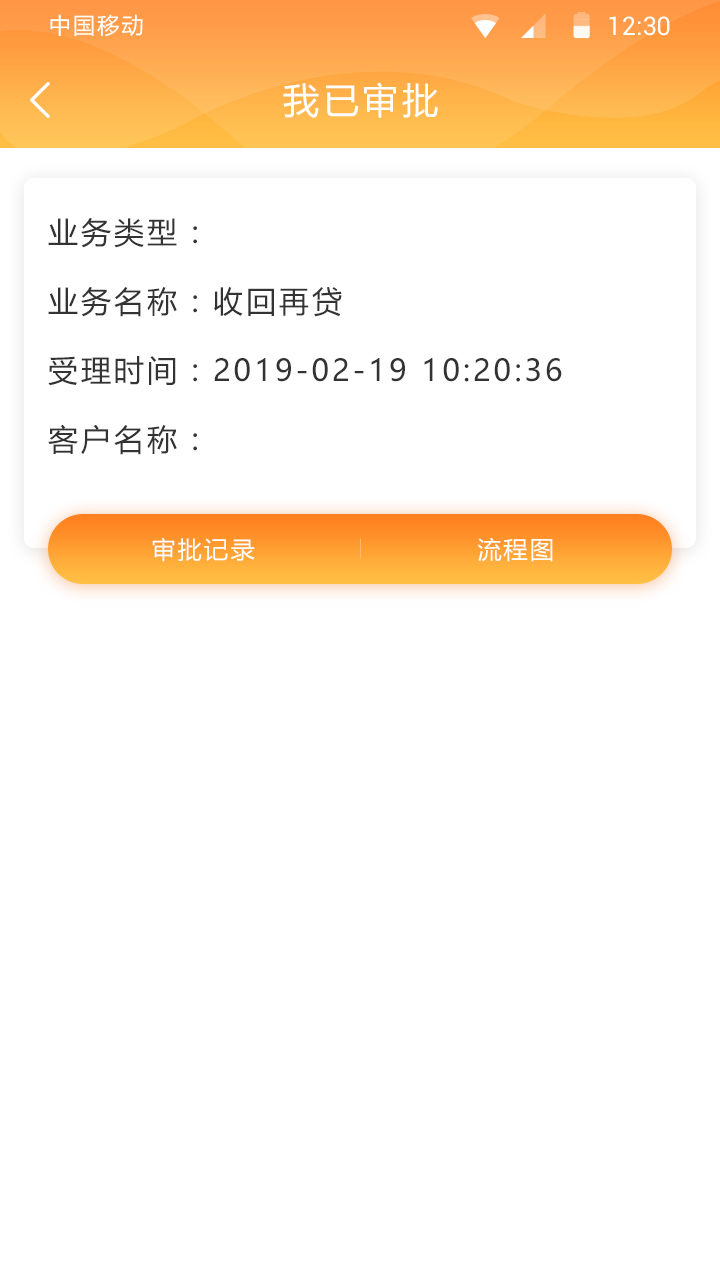 中国移动 12:30
我已审批
业务类型：
业务名称：收回再贷
受理时间：2019-02-19 10:20:36
客户名称：
审批记录 流程图